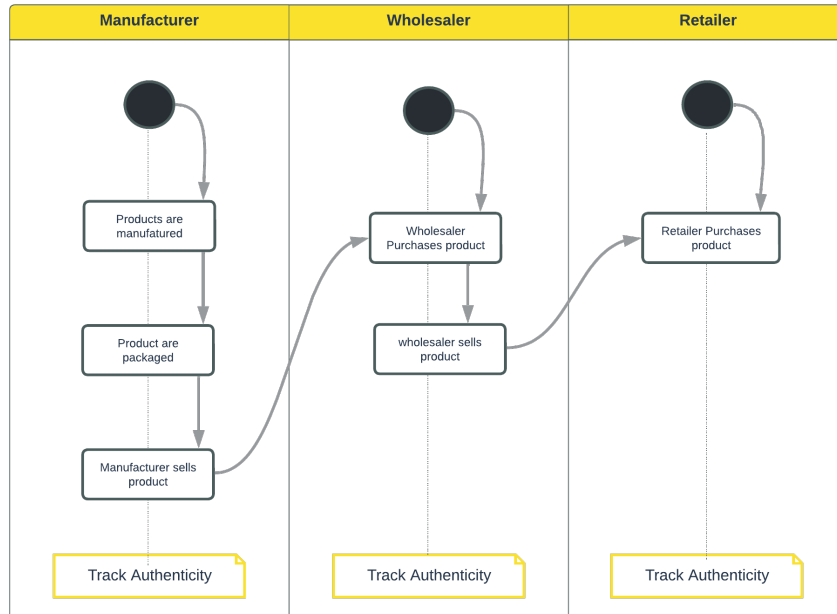 Manufacturer
Wholesaler
Retailer
Products are
manufatured
Product are
packaged
Manufacturer sells
product
Wholesaler
Purchases product
wholesaler sells
product
Retailer Purchases
product
Track Authenticity
Track Authenticity
Track Authenticity